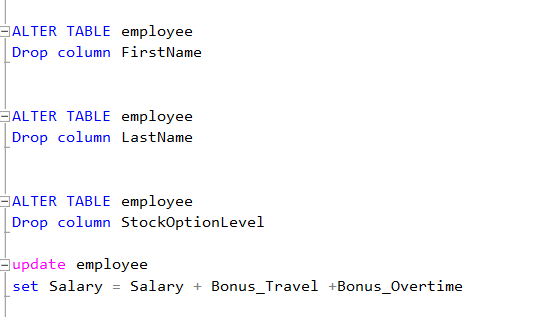 ALTER TABLE employee
Drop column FirstName
ALTER TABLE employee
Drop column LastName
ALTER TABLE employee
Drop column StockOptionLevel
update employee
set Salary = Salary + Bonus_Travel +Bonus_Overtime